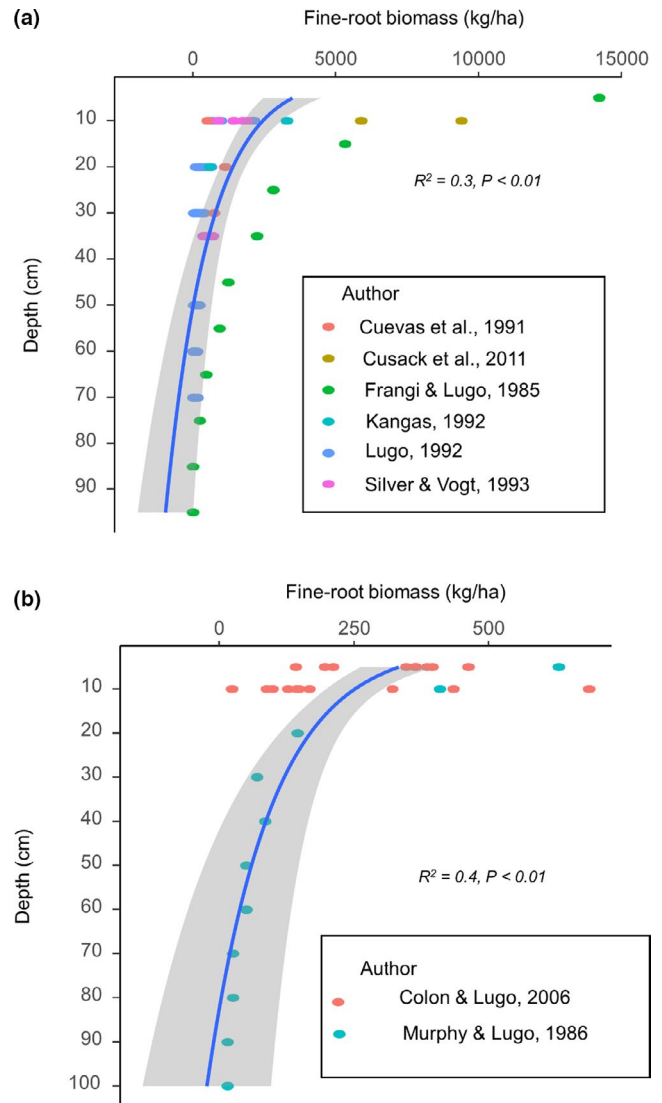 (a)
Fine-root biomass (kg/ha)
0 5000 10000 15000
10
20
30
40
50
60
70
80
90
Depth (cm)
R² = 0.3, P < 0.01
Author
Cuevas et al., 1991
Cusack et al., 2011
Frangi & Lugo, 1985
Kangas, 1992
Lugo, 1992
Silver & Vogt, 1993
(b)
Fine-root biomass (kg/ha)
0 250 500
10
20
30
40
50
60
70
80
90
100
Depth (cm)
R² = 0.4, P < 0.01
Author
Colon & Lugo, 2006
Murphy & Lugo, 1986